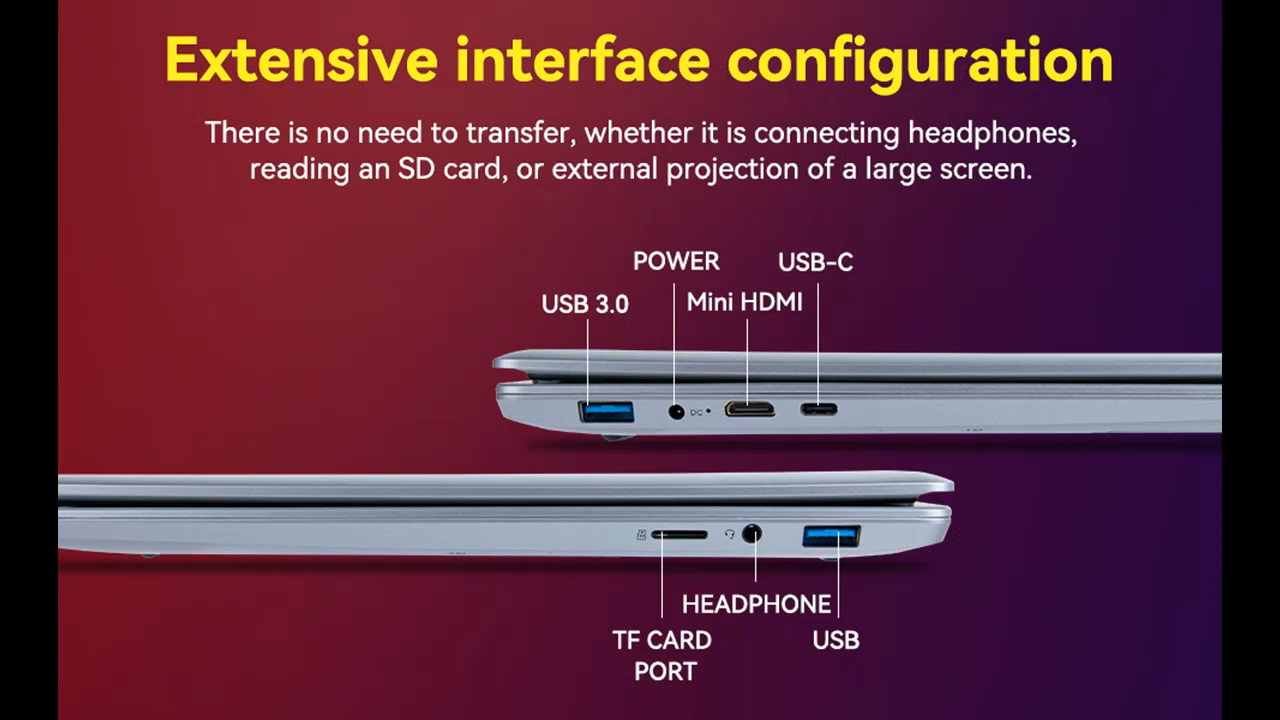 Extensive interface configuration
There is no need to transfer, whether it is connecting headphones,
reading an SD card, or external projection of a large screen.
POWER
USB-C
USB 3.0
Mini HDMI
DC
HEADPHONE
TF CARD
PORT
USB